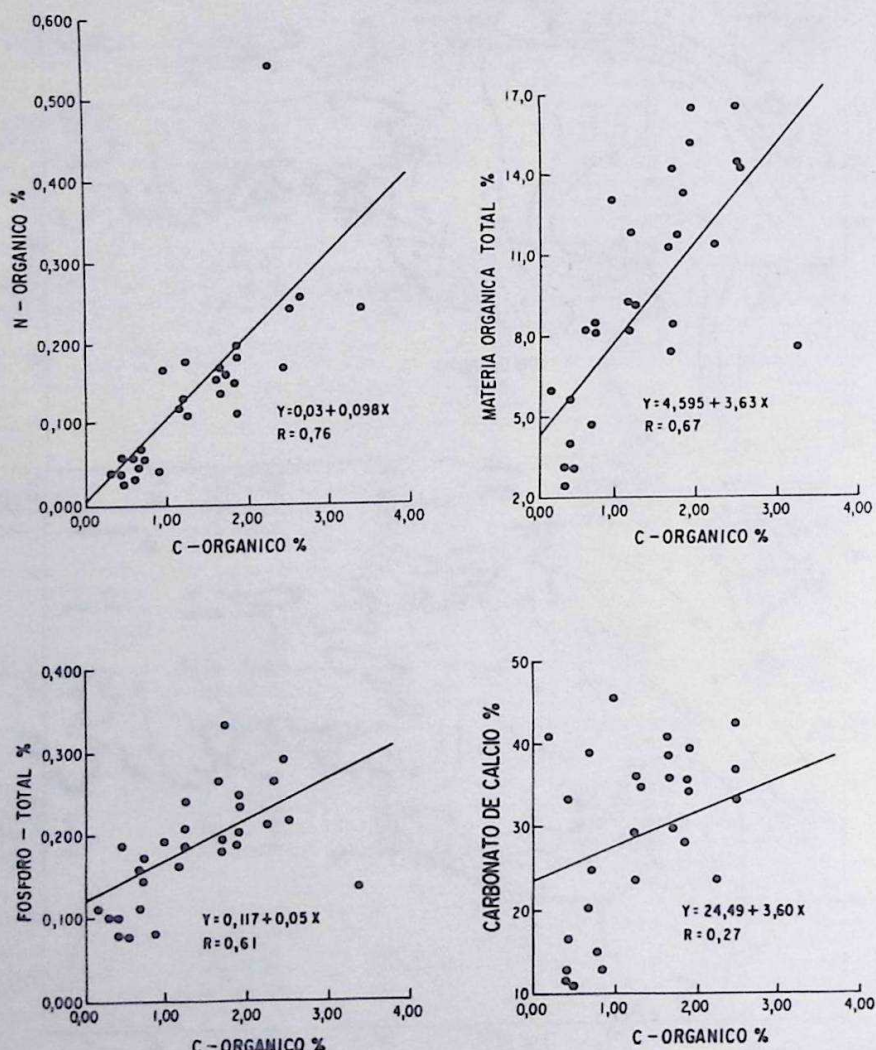 0,600
0,500
0,400
0,300
0,200
0,100
0,000
N – ORGANICO %
0,00 1,00 2,00 3,00 4,00
C – ORGANICO %
Y=0,03+0,098X
R=0,76
17,0
14,0
11,0
8,0
5,0
2,0
MATERIA ORGANICA TOTAL %
0,00 1,00 2,00 3,00 4,00
C – ORGANICO %
Y=4,595+3,63X
R=0,67
0,400
0,300
0,200
0,100
0,000
FOSFORO – TOTAL %
0,00 1,00 2,00 3,00 4,00
C – ORGANICO %
Y=0,117+0,05X
R=0,61
50
40
30
20
10
CARBONATO DE CALCIO %
0,00 1,00 2,00 3,00 4,00
C – ORGANICO %
Y=24,49+3,60X
R=0,27